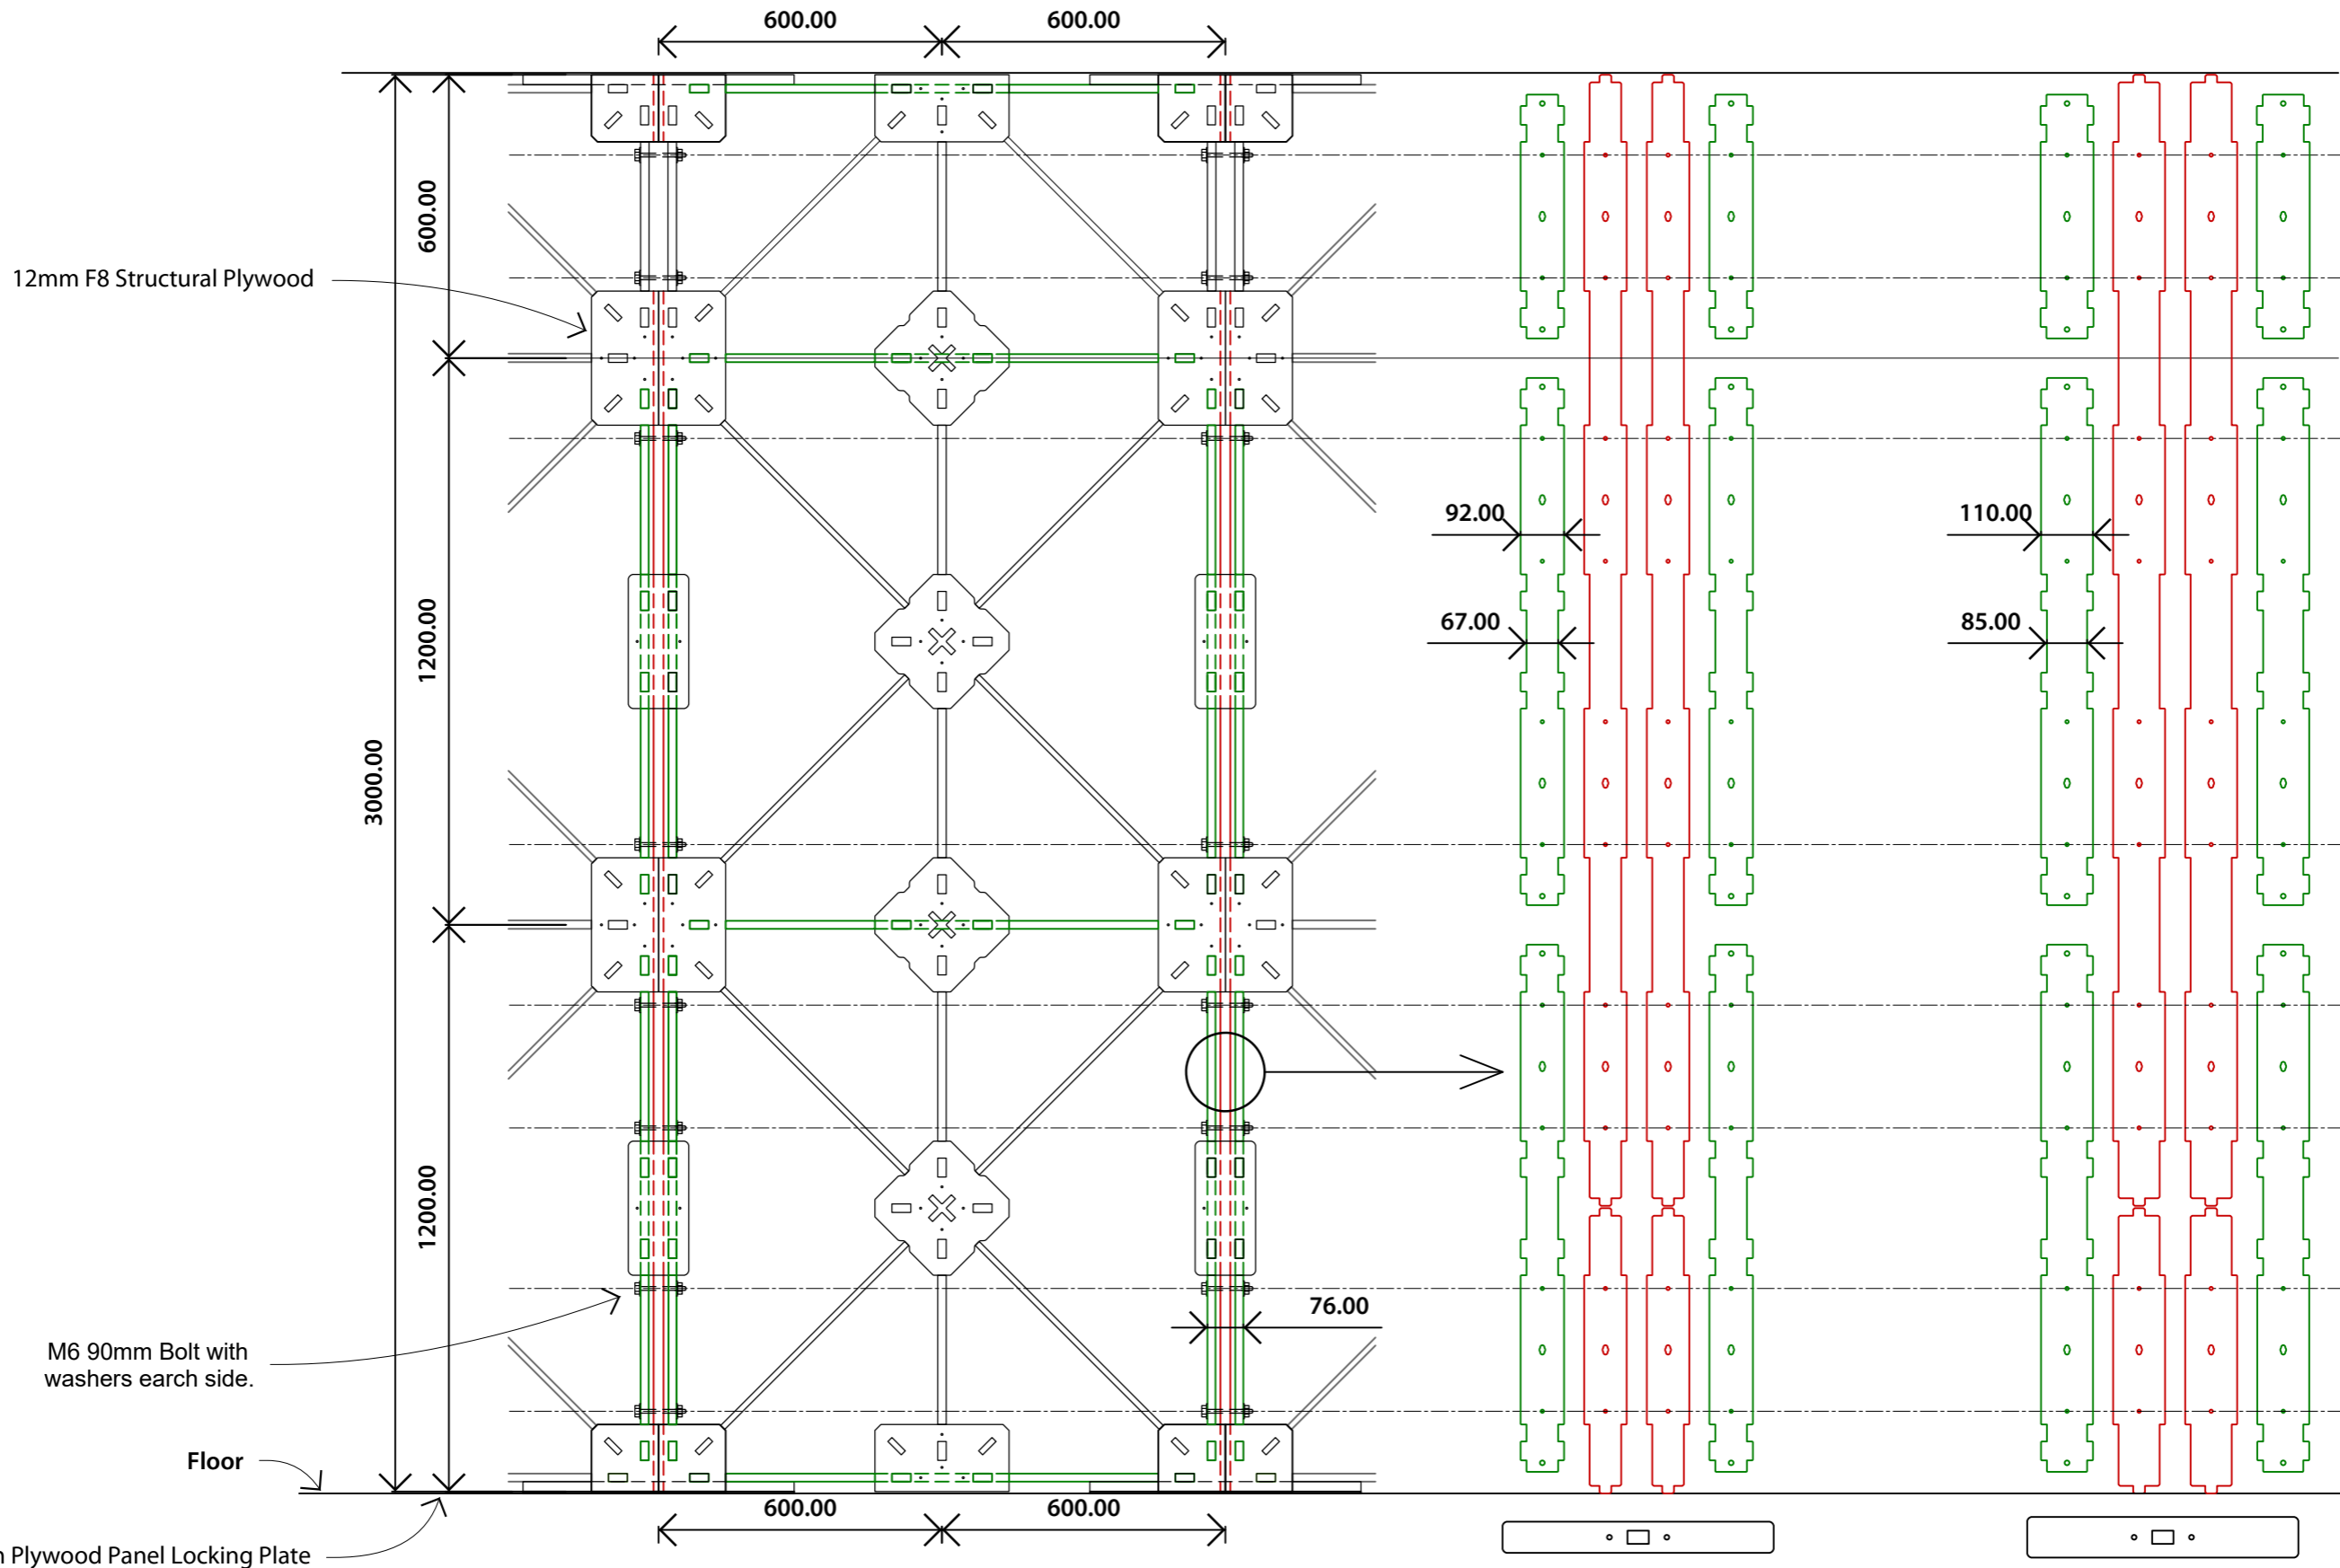 600.00
600.00
600.00
12mm F8 Structural Plywood
92.00
110.00
1200.00
67.00
85.00
3000.00
1200.00
76.00
M6 90mm Bolt with
washers earch side.
Floor
600.00
600.00
Plywood Panel Locking Plate